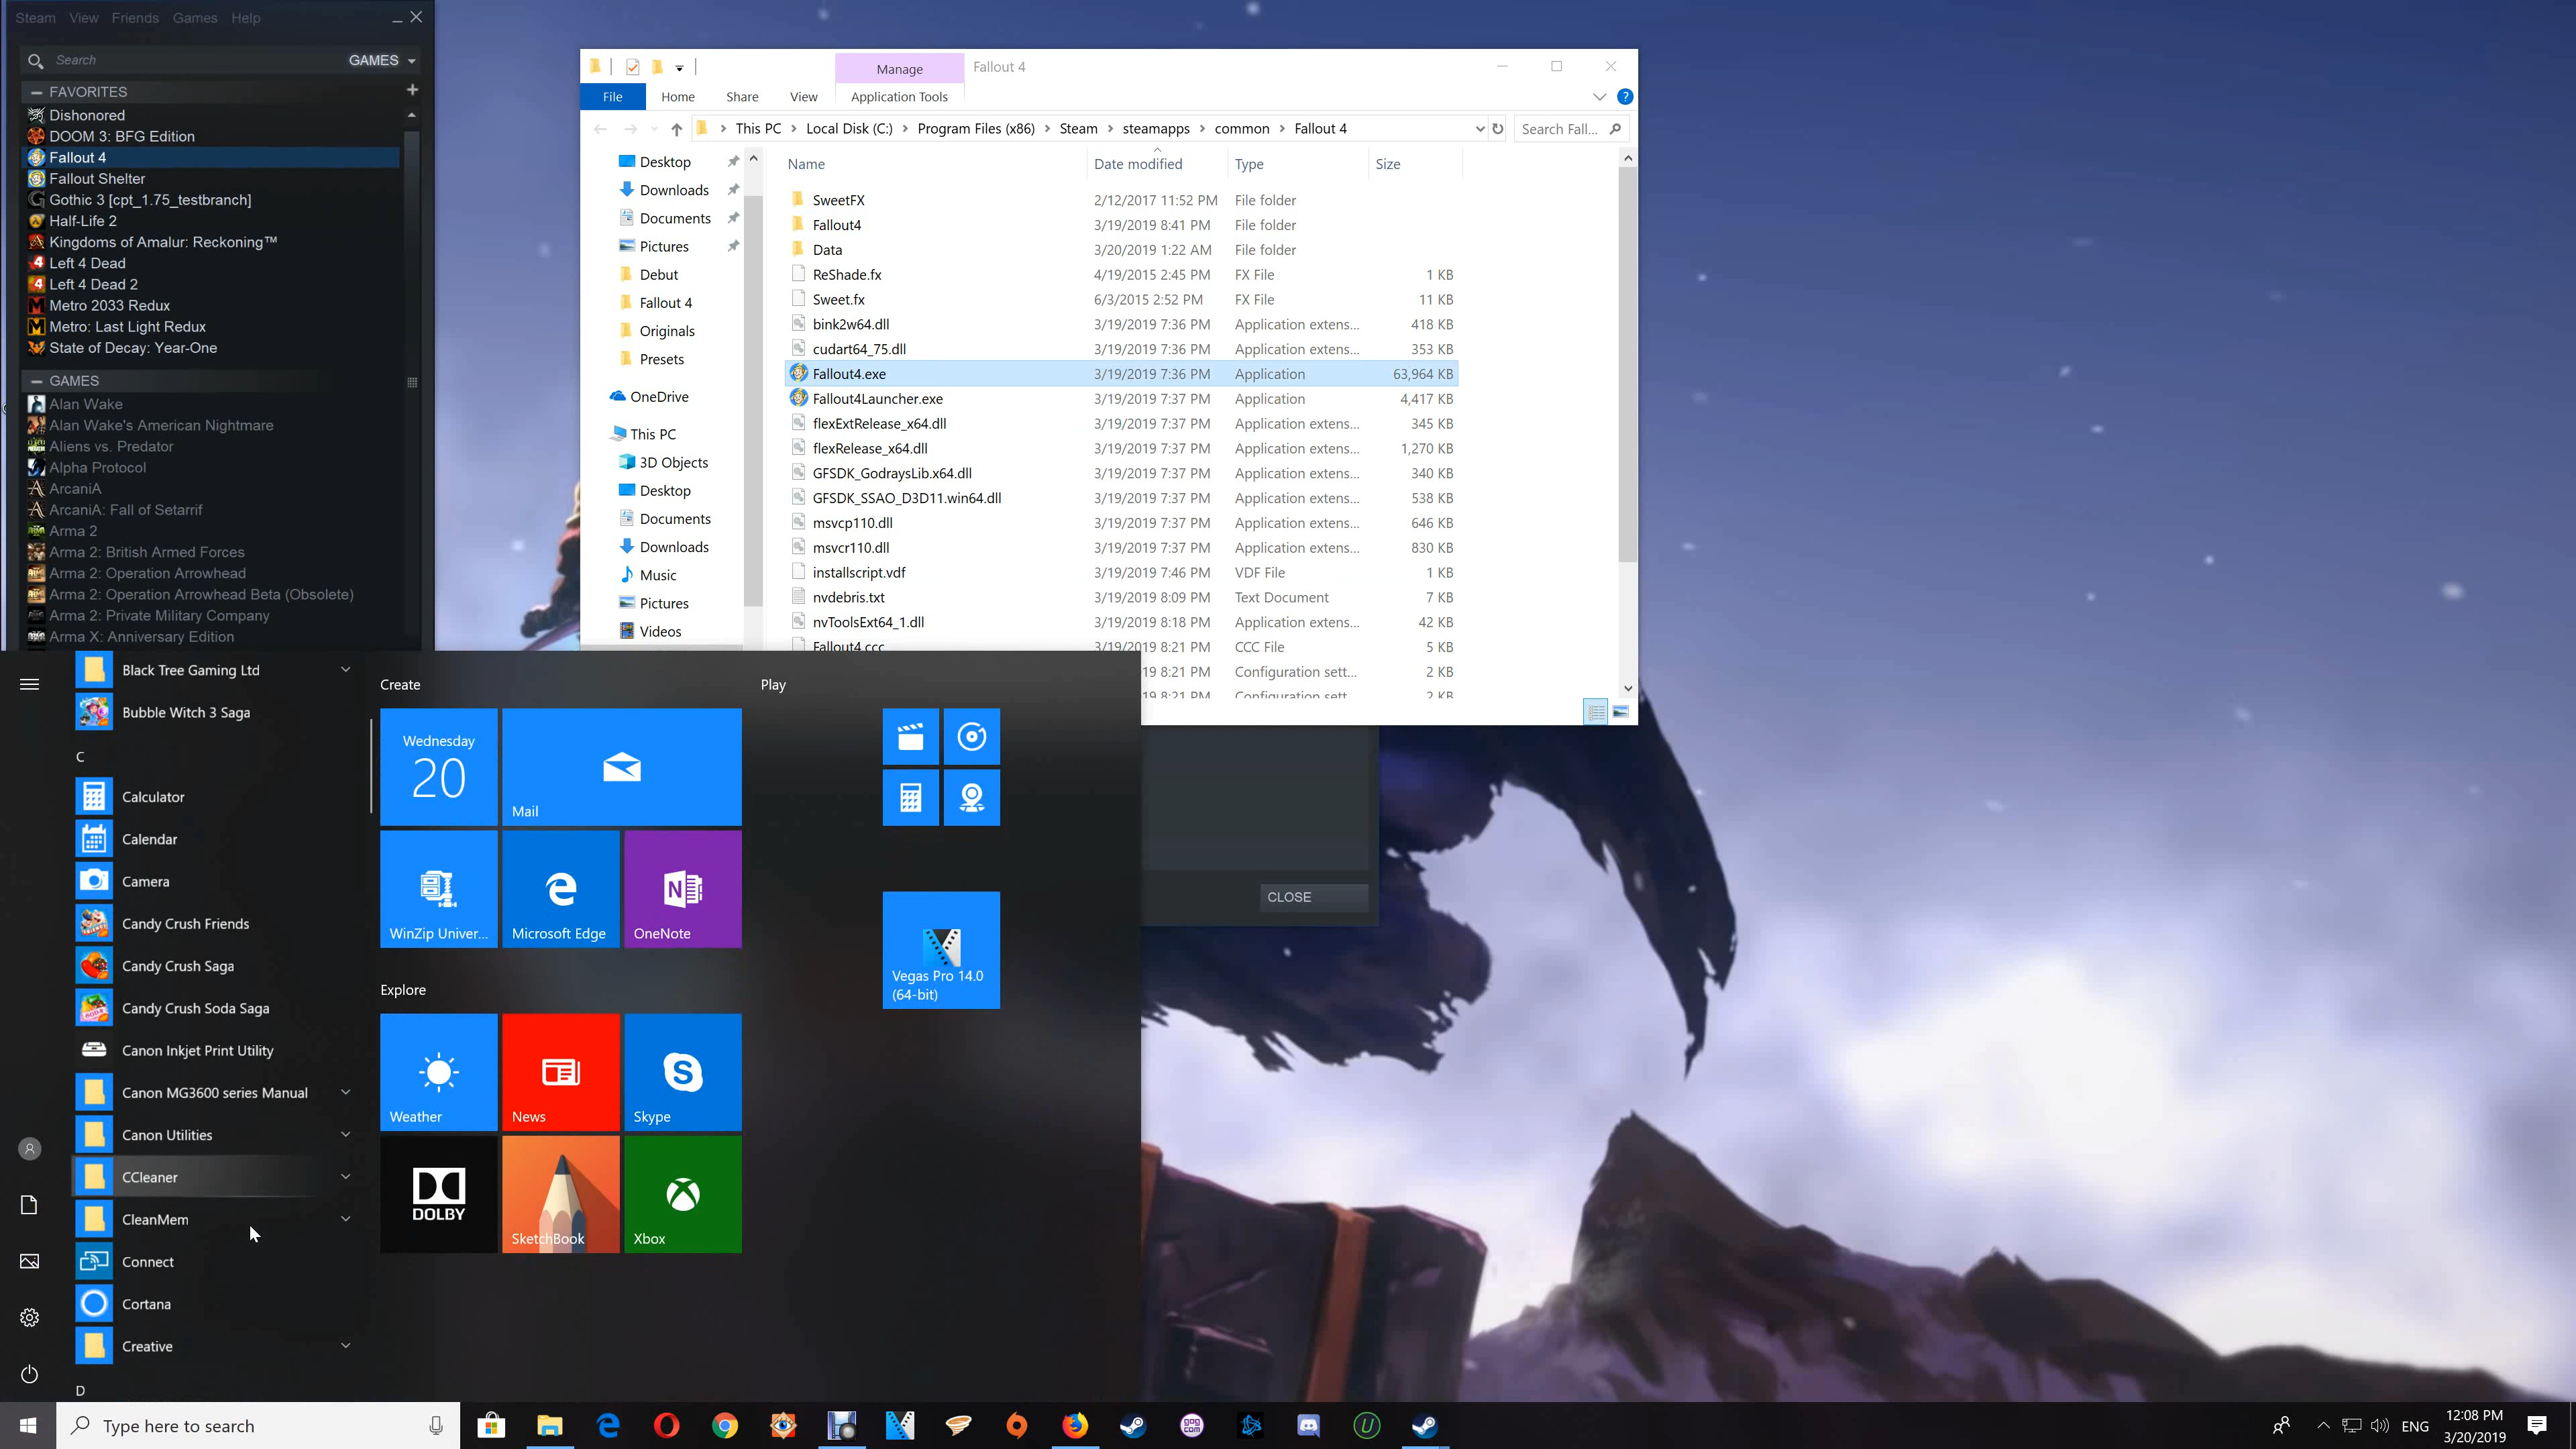 Steam View Friends Games Help
Search GAMES
FAVORITES
Dishonored
DOOM 3: BFG Edition
Fallout 4
Fallout Shelter
Gothic 3 [cpt_1.75_testbranch]
Half-Life 2
Kingdoms of Amalur: Reckoning™
Left 4 Dead
Left 4 Dead 2
Metro 2033 Redux
Metro: Last Light Redux
State of Decay: Year-One
GAMES
Alan Wake
Alan Wake's American Nightmare
Aliens vs. Predator
Alpha Protocol
ArcaniA
ArcaniA: Fall of Setarrif
Arma 2
Arma 2: British Armed Forces
Arma 2: Operation Arrowhead
Arma 2: Operation Arrowhead Beta (Obsolete)
Arma 2: Private Military Company
Arma X: Anniversary Edition
Manage Fallout 4
File Home Share View Application Tools
This PC Local Disk (C:) Program Files (x86) Steam steamapps common Fallout 4 Search Fall...
Desktop
Downloads
Documents
Pictures
Debut
Fallout 4
Originals
Presets
OneDrive
This PC
3D Objects
Desktop
Documents
Downloads
Music
Pictures
Videos
Name Date modified Type Size
SweetFX 2/12/2017 11:52 PM File folder
Fallout4 3/19/2019 8:41 PM File folder
Data 3/20/2019 1:22 AM File folder
ReShade.fx 4/19/2015 2:45 PM FX File 1 KB
Sweet.fx 6/3/2015 2:52 PM FX File 11 KB
bink2w64.dll 3/19/2019 7:36 PM Application extens... 418 KB
cudart64_75.dll 3/19/2019 7:36 PM Application extens... 353 KB
Fallout4.exe 3/19/2019 7:36 PM Application 63,964 KB
Fallout4Launcher.exe 3/19/2019 7:37 PM Application 4,417 KB
flexExtRelease_x64.dll 3/19/2019 7:37 PM Application extens... 345 KB
flexRelease_x64.dll 3/19/2019 7:37 PM Application extens... 1,270 KB
GFSDK_GodraysLib.x64.dll 3/19/2019 7:37 PM Application extens... 340 KB
GFSDK_SSAO_D3D11.win64.dll 3/19/2019 7:37 PM Application extens... 538 KB
msvcp110.dll 3/19/2019 7:37 PM Application extens... 646 KB
msvcr110.dll 3/19/2019 7:37 PM Application extens... 830 KB
installscript.vdf 3/19/2019 7:46 PM VDF File 1 KB
nvdebris.txt 3/19/2019 8:09 PM Text Document 7 KB
nvToolsExt64_1.dll 3/19/2019 8:18 PM Application extens... 42 KB
Fallout4.ccc 3/19/2019 8:21 PM CCC File 5 KB
19 8:21 PM Configuration sett... 2 KB
19 8:21 PM Configuration sett... 2 KB
CLOSE
Black Tree Gaming Ltd
Bubble Witch 3 Saga
C
Calculator
Calendar
Camera
Candy Crush Friends
Candy Crush Saga
Candy Crush Soda Saga
Canon Inkjet Print Utility
Canon MG3600 series Manual
Canon Utilities
CCleaner
CleanMem
Connect
Cortana
Creative
D
Create
Wednesday
20
Mail
WinZip Univer...
Microsoft Edge
OneNote
Explore
Weather
News
Skype
DOLBY
SketchBook
Xbox
Play
Vegas Pro 14.0
(64-bit)
Type here to search
gog
com
ENG
12:08 PM
3/20/2019